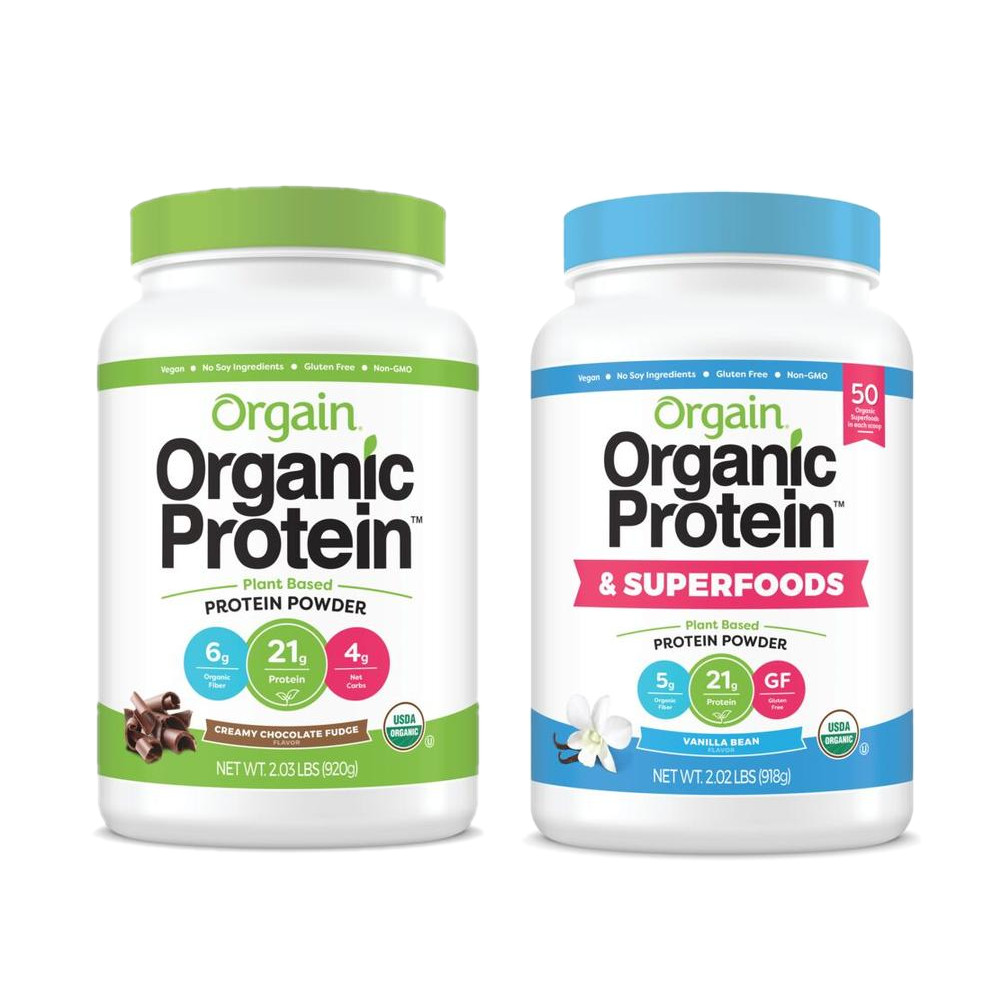 Vegan • No Soy Ingredients • Gluten Free • Non-GMO
Orgain®
Organic
Protein™
Plant Based
PROTEIN POWDER
6g
Organic
Fiber
21g
Protein
4g
Net
Carbs
CREAMY CHOCOLATE FUDGE
FLAVOR
USDA
ORGANIC
U
NET WT. 2.03 LBS (920g)
Vegan • No Soy Ingredients • Gluten Free • Non-GMO
50
Organic
Superfoods
in each scoop
Orgain®
Organic
Protein™
& SUPERFOODS
Plant Based
PROTEIN POWDER
5g
Organic
Fiber
21g
Protein
GF
Gluten
Free
VANILLA BEAN
FLAVOR
USDA
ORGANIC
U
NET WT. 2.02 LBS (918g)